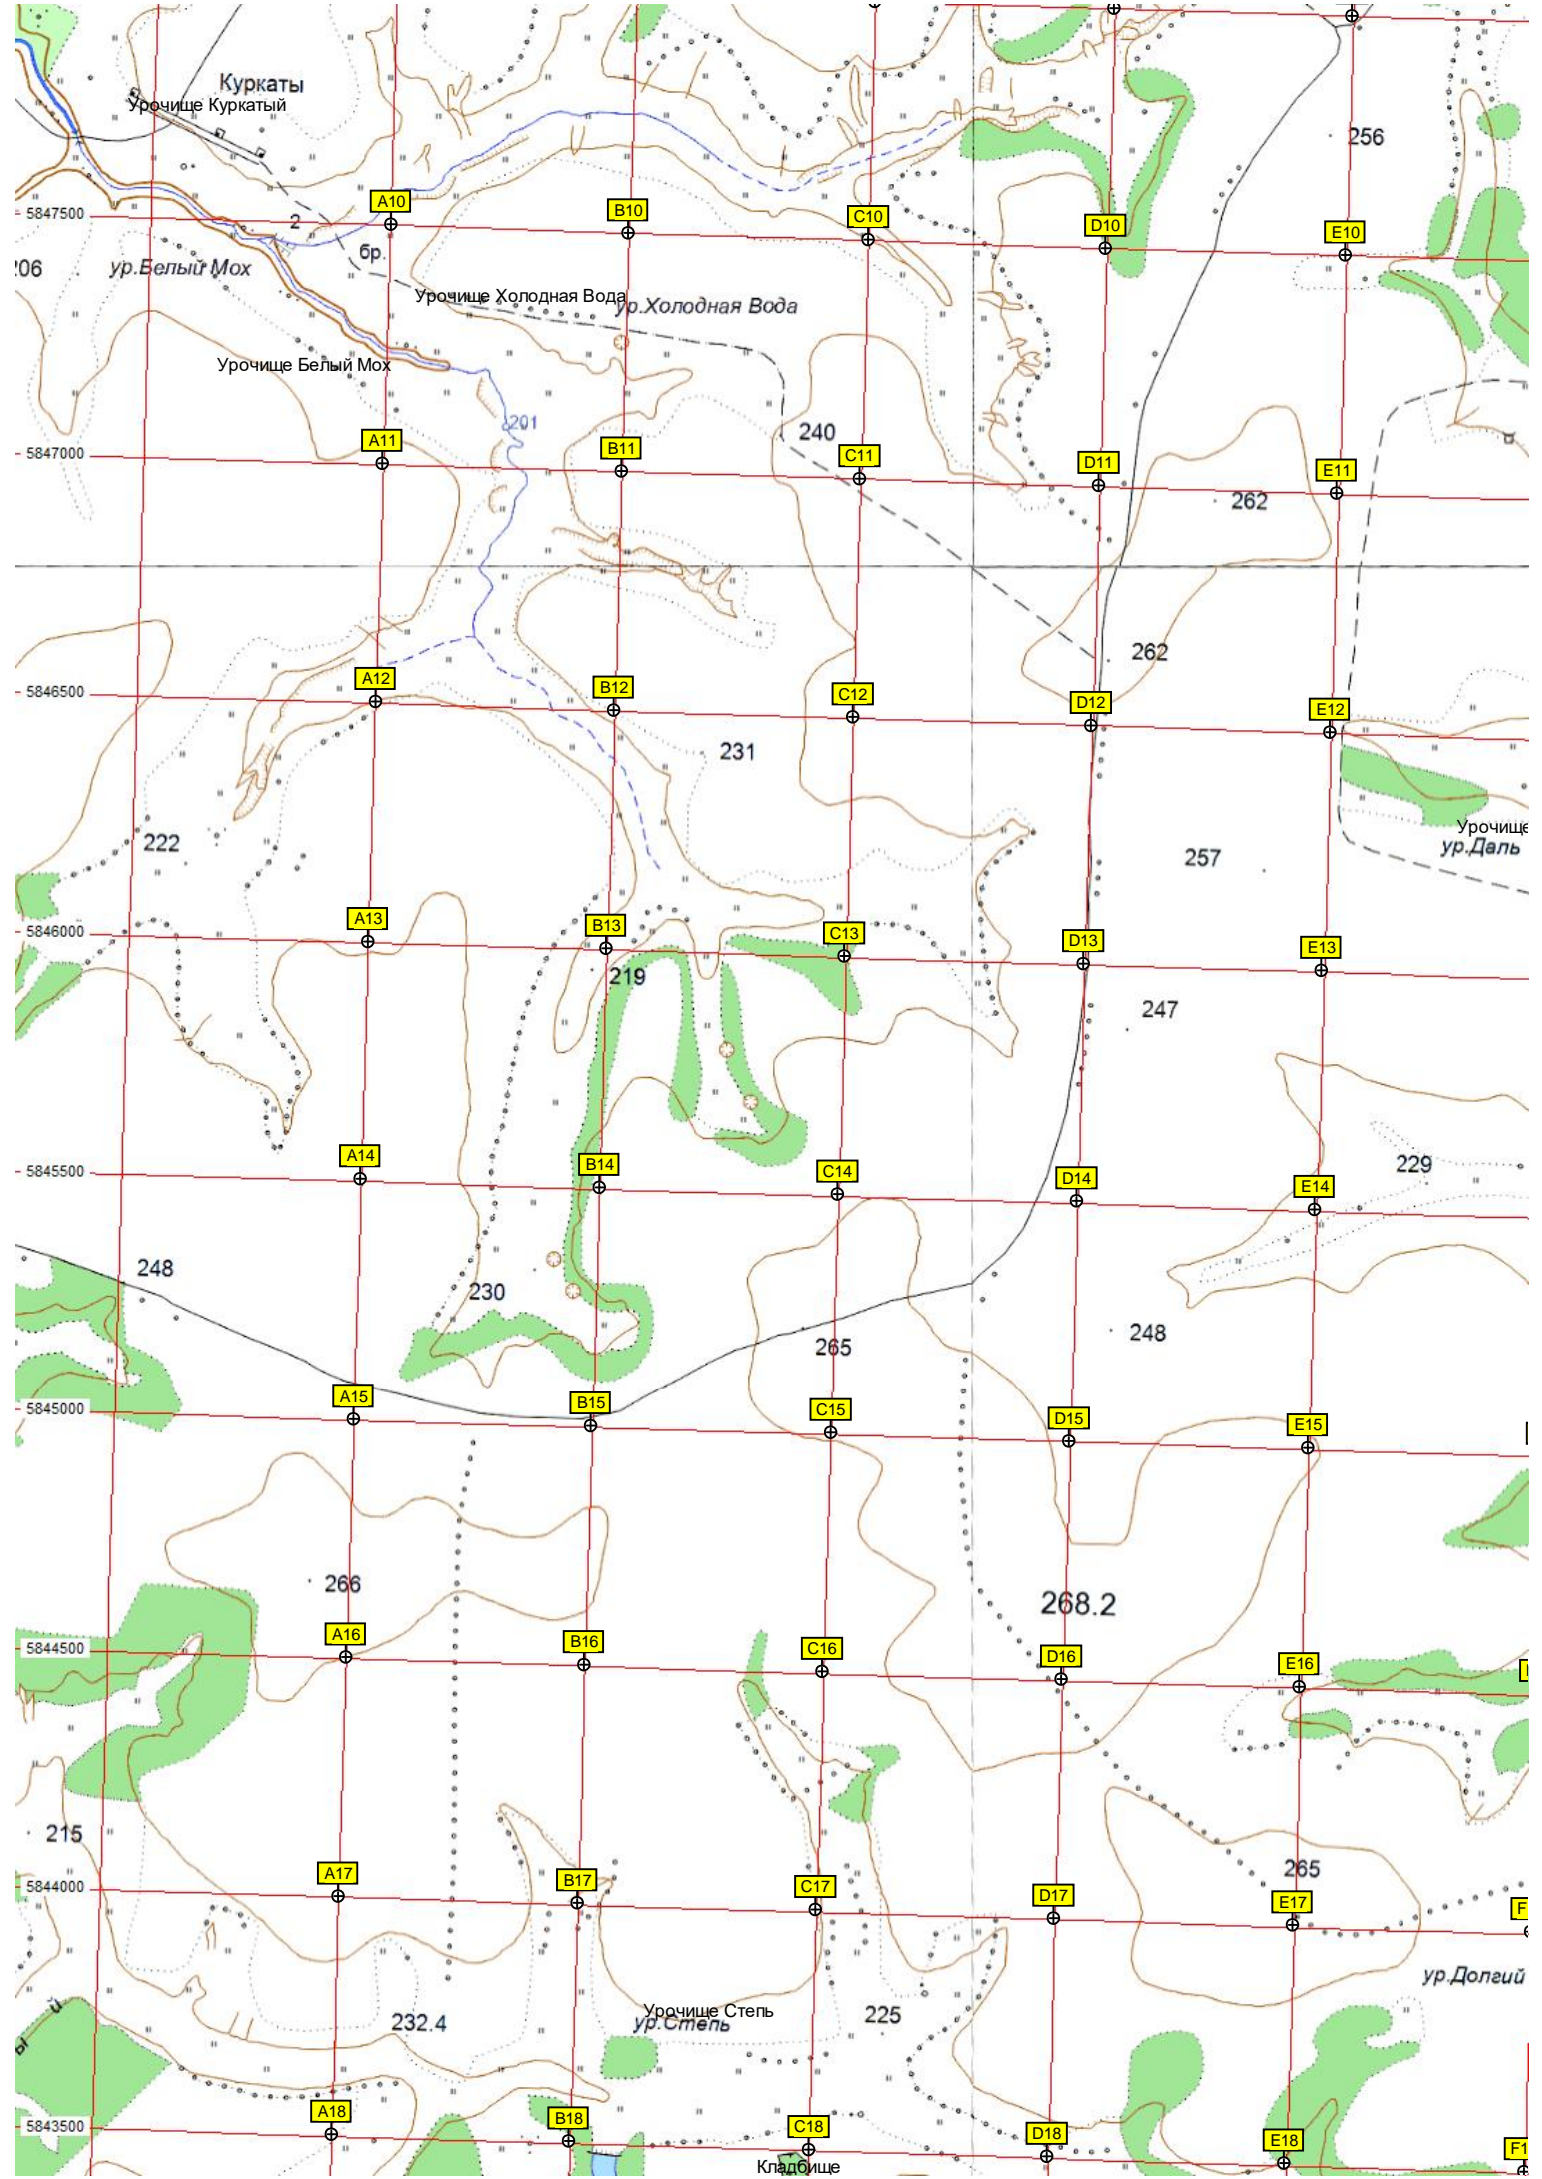 Куркаты
Урочище Куркатый
256
A10
B10
C10
D10
E10
5847500
2
бр.
206
ур.Белый Мох
Урочище Холодная Вода
ур.Холодная Вода
Урочище Белый Мох
201
240
A11
B11
C11
D11
E11
5847000
262
262
A12
B12
C12
D12
E12
5846500
231
222
257
Урочище
ур.Даль
A13
B13
C13
D13
E13
5846000
219
247
A14
B14
C14
D14
E14
5845500
229
248
230
265
248
A15
B15
C15
D15
E15
5845000
266
268.2
A16
B16
C16
D16
E16
5844500
215
265
A17
B17
C17
D17
E17
F
5844000
ур.Долгий
232.4
Урочище Степь
ур.Степь
225
й
ы
A18
B18
C18
D18
E18
F1
5843500
Кладбище